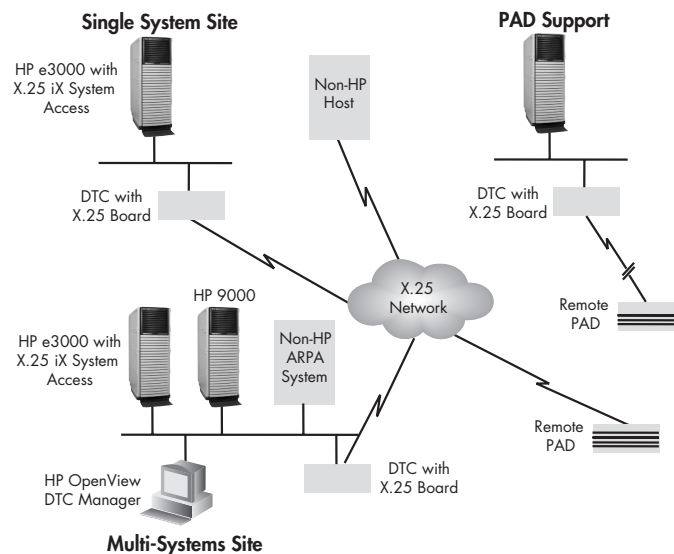 Single System Site
PAD Support
HP e3000 with
X.25 iX System
Access
Non-HP
Host
DTC with
X.25 Board
DTC with
X.25 Board
X.25
Network
Remote
PAD
HP 9000
HP e3000 with
X.25 iX System
Access
Non-HP
ARPA
System
Remote
PAD
HP OpenView
DTC Manager
DTC with
X.25 Board
Multi-Systems Site